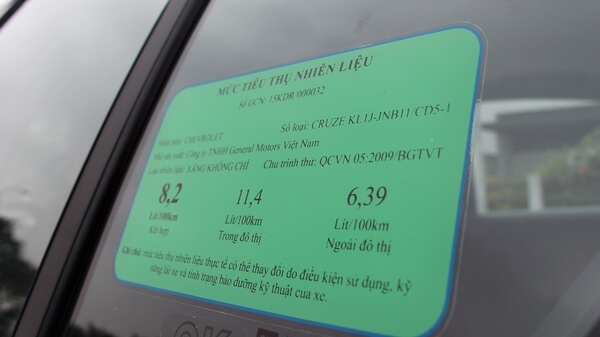 MỨC TIÊU THỤ NHIÊN LIỆU
Số GCN: 15KDR/000032
Nhãn hiệu: CHEVROLET
Số loại: CRUZE KL1J-JNB11/CD5-1
Nhà sản xuất: Công ty TNHH General Motors Việt Nam
Loại nhiên liệu: XĂNG KHÔNG CHÌ
Chu trình thử: QCVN 05:2009/BGTVT
8,2
Lít/100km
Kết hợp
11,4
Lít/100km
Trong đô thị
6,39
Lít/100km
Ngoài đô thị
Ghi chú: mức tiêu thụ nhiên liệu thực tế có thể thay đổi do điều kiện sử dụng, kỹ
năng lái xe và tình trạng bảo dưỡng kỹ thuật của xe.